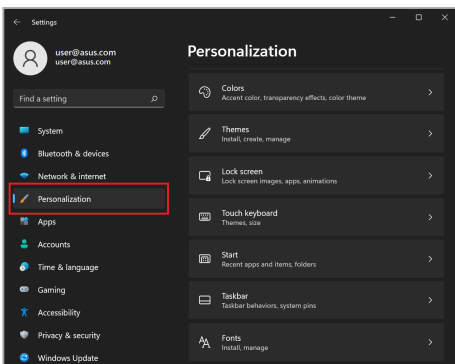 Settings
user@asus.com
user@asus.com
Find a setting
System
Bluetooth & devices
Network & internet
Personalization
Apps
Accounts
Time & language
Gaming
Accessibility
Privacy & security
Windows Update
Personalization
Colors
Accent color, transparency effects, color theme
Themes
Install, create, manage
Lock screen
Lock screen images, apps, animations
Touch keyboard
Themes, size
Start
Recent apps and items, folders
Taskbar
Taskbar behaviors, system pins
Fonts
Install, manage